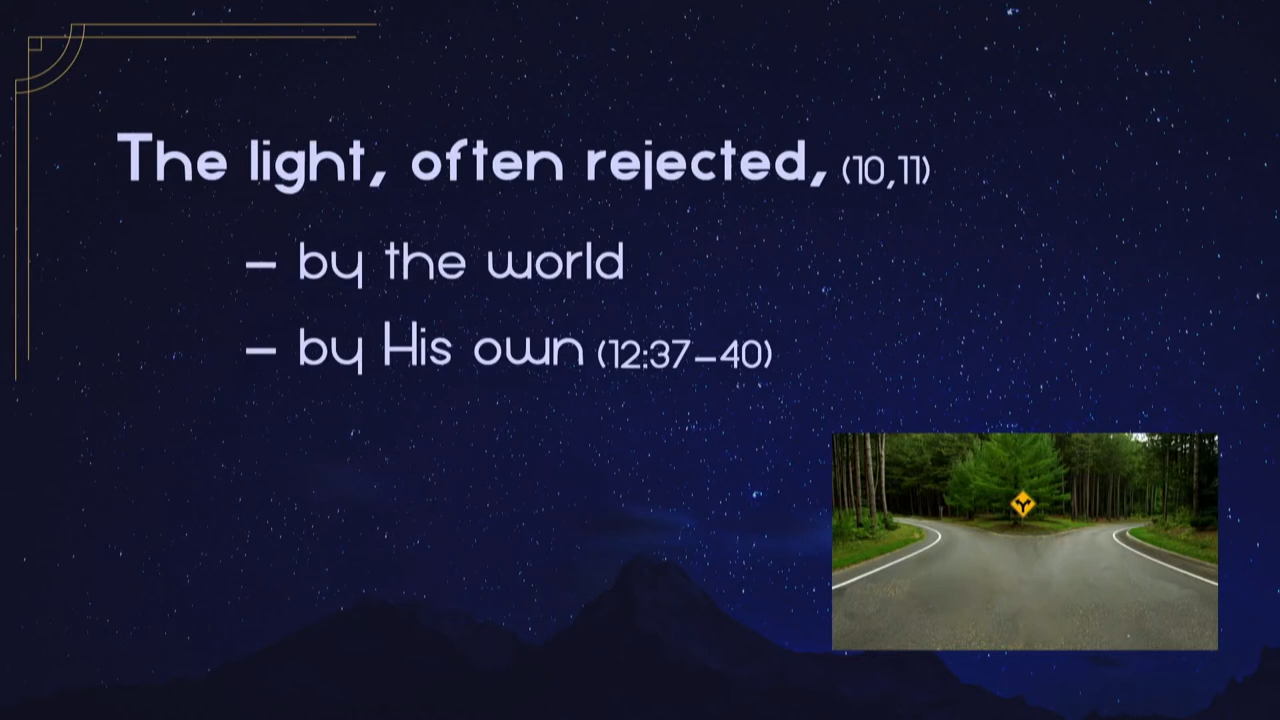 The light, often rejected, (10,11)
– by the world
– by His own (12:37–40)